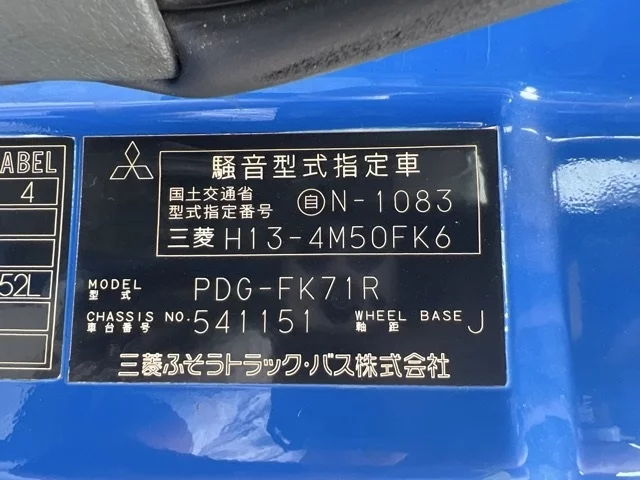 ABEL
4
52L
騒音型式指定車
国土交通省
型式指定番号 自N-1083
三菱 H13-4M50FK6
MODEL
型式 PDG-FK71R
CHASSIS NO.
車台番号 541151
WHEEL BASE
軸距 J
三菱ふそうトラック・バス株式会社